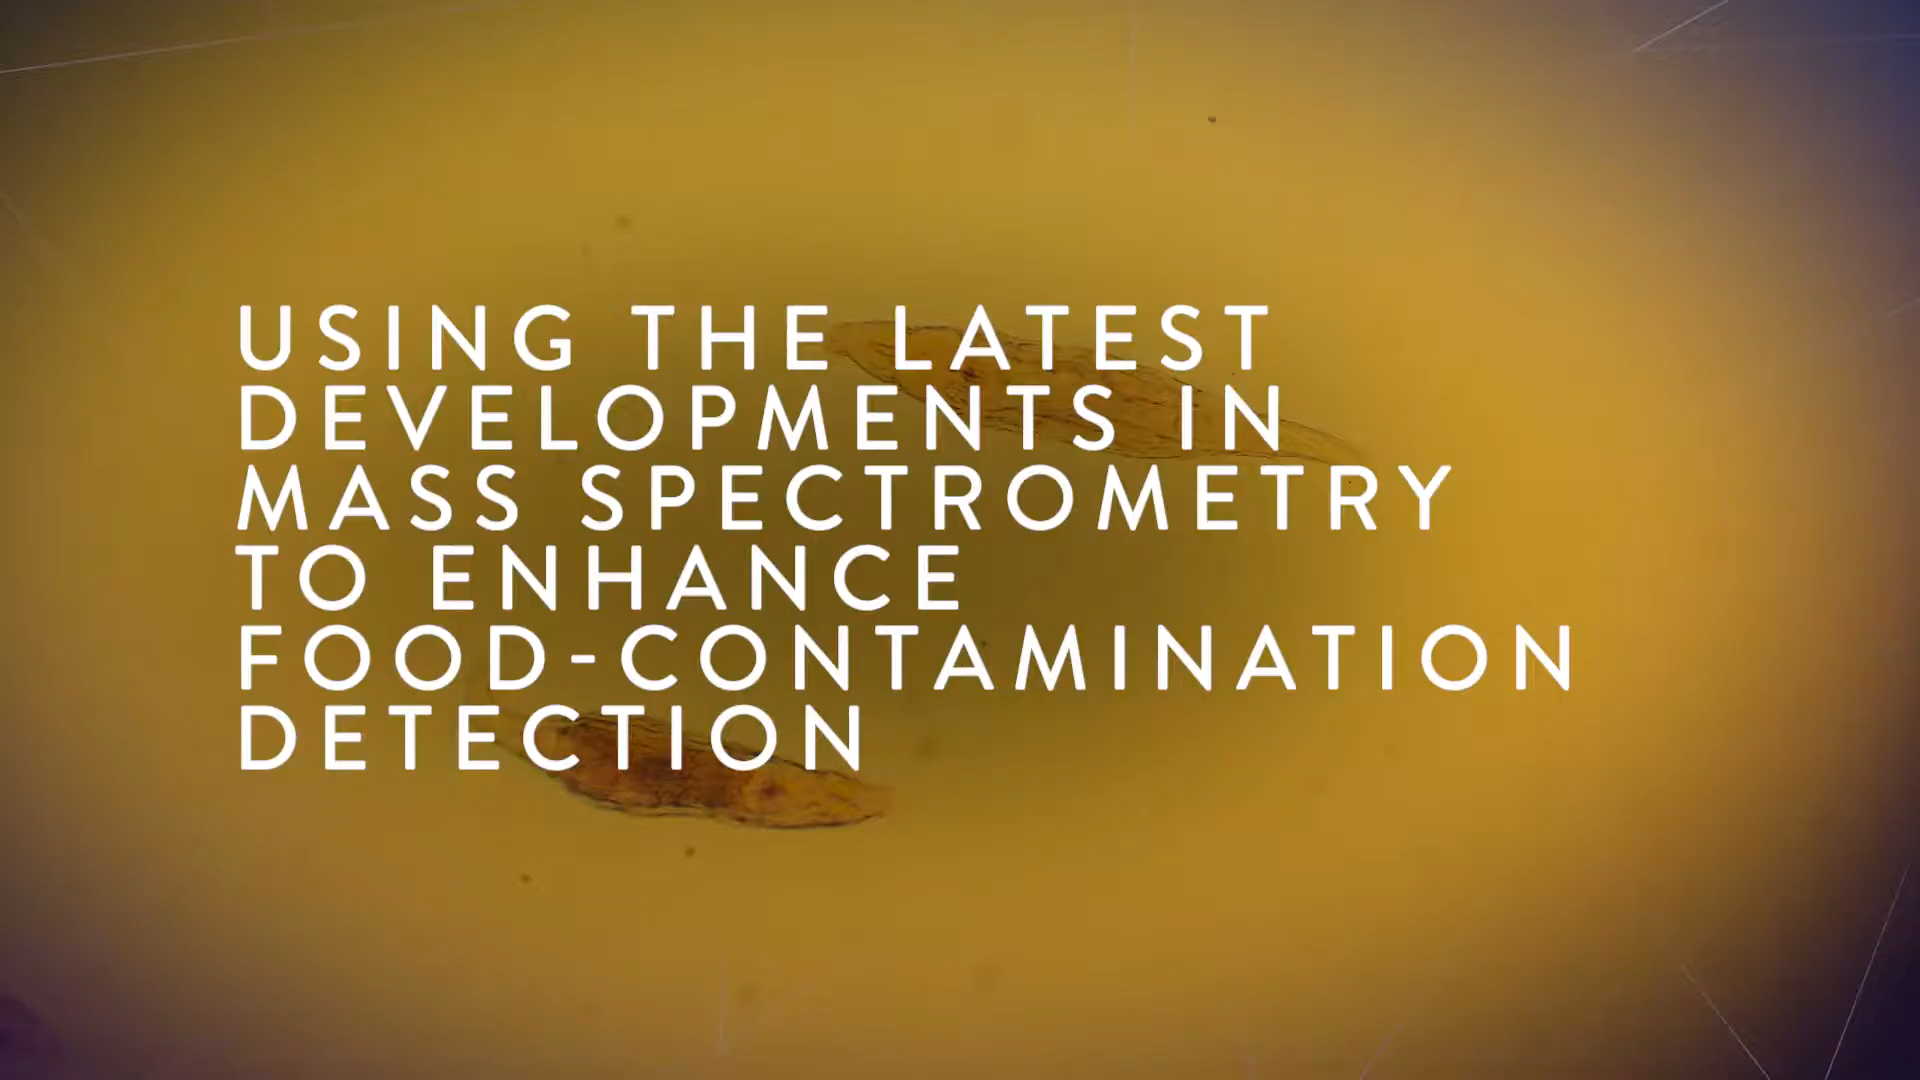 USING THE LATEST
DEVELOPMENTS IN
MASS SPECTROMETRY
TO ENHANCE
FOOD-CONTAMINATION
DETECTION